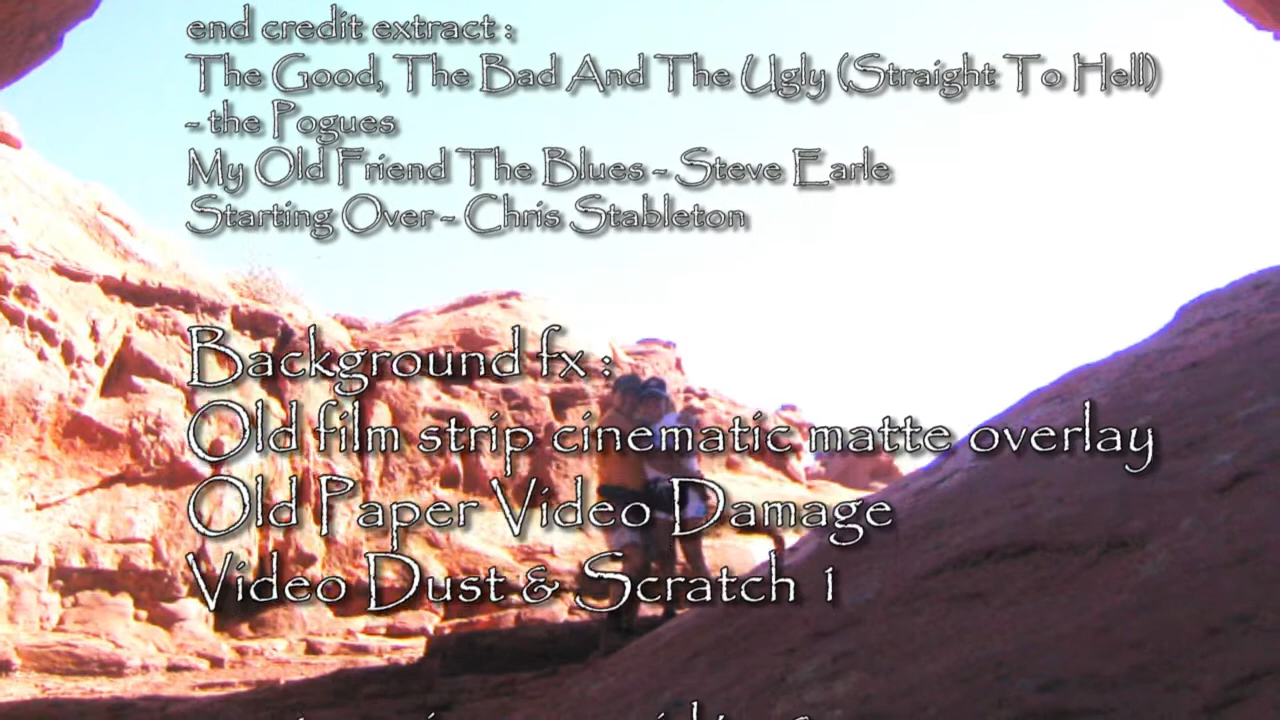 end credit extract :
The Good, The Bad And The Ugly (Straight To Hell)
- the Pogues
My Old Friend The Blues - Steve Earle
Starting Over - Chris Stableton
Background fx :
Old film strip cinematic matte overlay
Old Paper Video Damage
Video Dust & Scratch 1